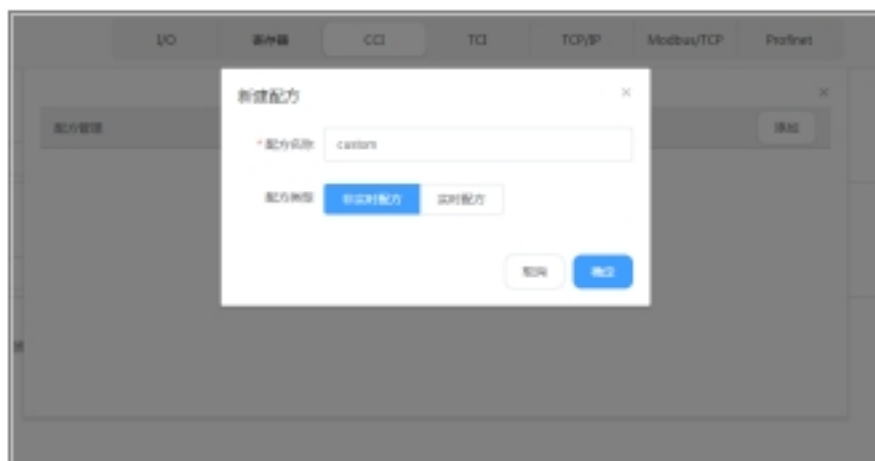 I/O 寄存器 CCI TCI TCP/IP Modbus/TCP Profinet
新建配方
配方管理 添加
*配方名称 custom
配方类型 非实时配方 实时配方
取消 确定